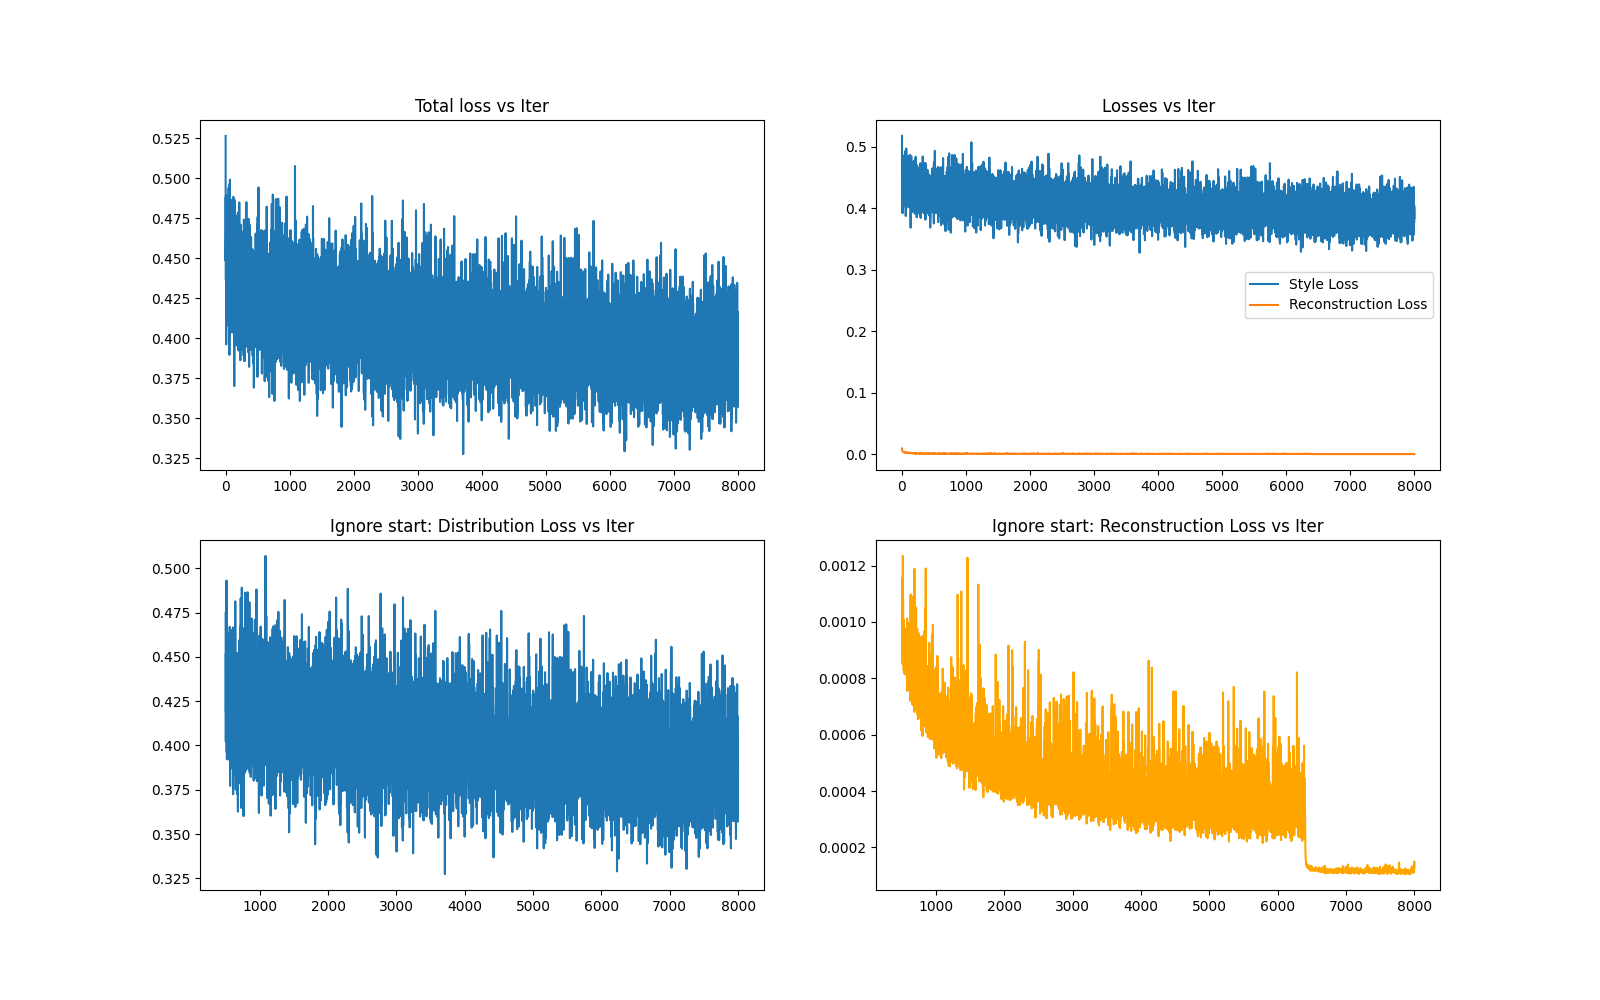 Total loss vs Iter
0.525
0.500
0.475
0.450
0.425
0.400
0.375
0.350
0.325
0 1000 2000 3000 4000 5000 6000 7000 8000
Losses vs Iter
0.5
0.4
0.3
0.2
0.1
0.0
Style Loss
Reconstruction Loss
0 1000 2000 3000 4000 5000 6000 7000 8000
Ignore start: Distribution Loss vs Iter
0.500
0.475
0.450
0.425
0.400
0.375
0.350
0.325
1000 2000 3000 4000 5000 6000 7000 8000
Ignore start: Reconstruction Loss vs Iter
0.0012
0.0010
0.0008
0.0006
0.0004
0.0002
1000 2000 3000 4000 5000 6000 7000 8000